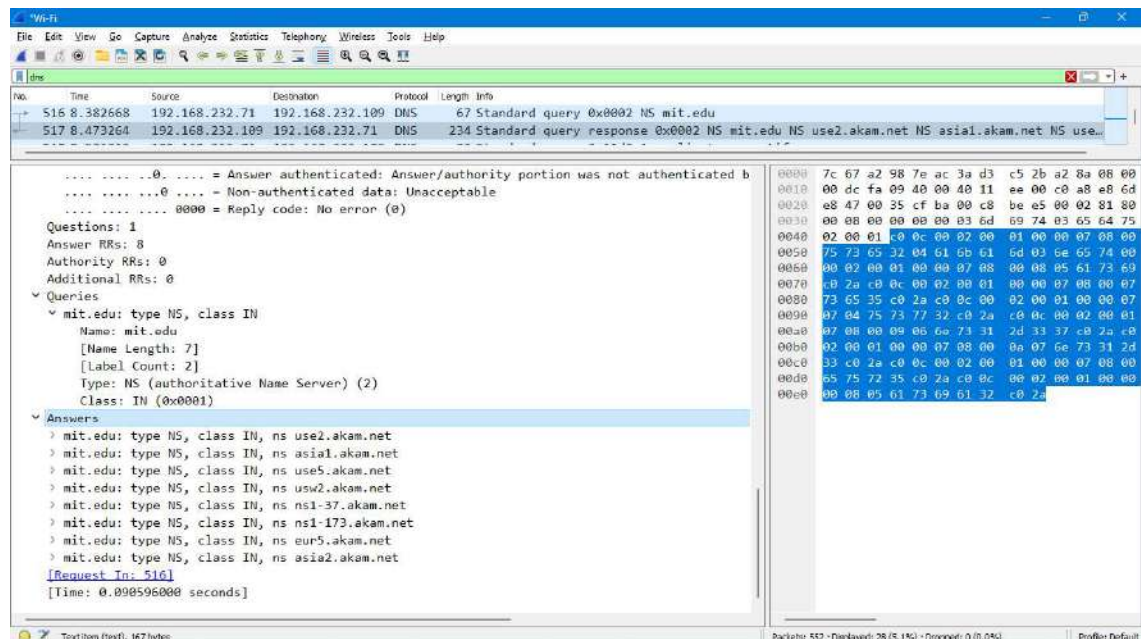 *Wi-Fi
File Edit View Go Capture Analyze Statistics Telephony Wireless Tools Help
dns
No. Time Source Destination Protocol Length Info
516 8.382668 192.168.232.71 192.168.232.109 DNS 67 Standard query 0x0002 NS mit.edu
517 8.473264 192.168.232.109 192.168.232.71 DNS 234 Standard query response 0x0002 NS mit.edu NS use2.akam.net NS asia1.akam.net NS use…
.... .... ..0. .... = Answer authenticated: Answer/authority portion was not authenticated b
.... .... ...0 .... = Non-authenticated data: Unacceptable
.... .... .... 0000 = Reply code: No error (0)
Questions: 1
Answer RRs: 8
Authority RRs: 0
Additional RRs: 0
Queries
mit.edu: type NS, class IN
Name: mit.edu
[Name Length: 7]
[Label Count: 2]
Type: NS (authoritative Name Server) (2)
Class: IN (0x0001)
Answers
mit.edu: type NS, class IN, ns use2.akam.net
mit.edu: type NS, class IN, ns asia1.akam.net
mit.edu: type NS, class IN, ns use5.akam.net
mit.edu: type NS, class IN, ns usw2.akam.net
mit.edu: type NS, class IN, ns ns1-37.akam.net
mit.edu: type NS, class IN, ns ns1-173.akam.net
mit.edu: type NS, class IN, ns eur5.akam.net
mit.edu: type NS, class IN, ns asia2.akam.net
[Request In: 516]
[Time: 0.090596000 seconds]
0000 7c 67 a2 98 7e ac 3a d3 c5 2b a2 8a 08 00
0010 00 dc fa 09 40 00 40 11 ee 00 c0 a8 e8 6d
0020 e8 47 00 35 cf ba 00 c8 be e5 00 02 81 80
0030 00 08 00 00 00 00 03 6d 69 74 03 65 64 75
0040 02 00 01 c0 0c 00 02 00 01 00 00 07 08 00
0050 75 73 65 32 04 61 6b 61 6d 03 6e 65 74 00
0060 00 02 00 01 00 00 07 08 00 08 05 61 73 69
0070 c0 2a c0 0c 00 02 00 01 00 00 07 08 00 07
0080 73 65 35 c0 2a c0 0c 00 02 00 01 00 00 07
0090 07 04 75 73 77 32 c0 2a c0 0c 00 02 00 01
00a0 07 08 00 09 06 6e 73 31 2d 33 37 c0 2a c0
00b0 02 00 01 00 00 07 08 00 0a 07 6e 73 31 2d
00c0 33 c0 2a c0 0c 00 02 00 01 00 00 07 08 00
00d0 65 75 72 35 c0 2a c0 0c 00 02 00 01 00 00
00e0 00 08 05 61 73 69 61 32 c0 2a
Text item (text), 167 bytes
Packets: 552 · Displayed: 28 (5.1%) · Dropped: 0 (0.0%)
Profile: Default